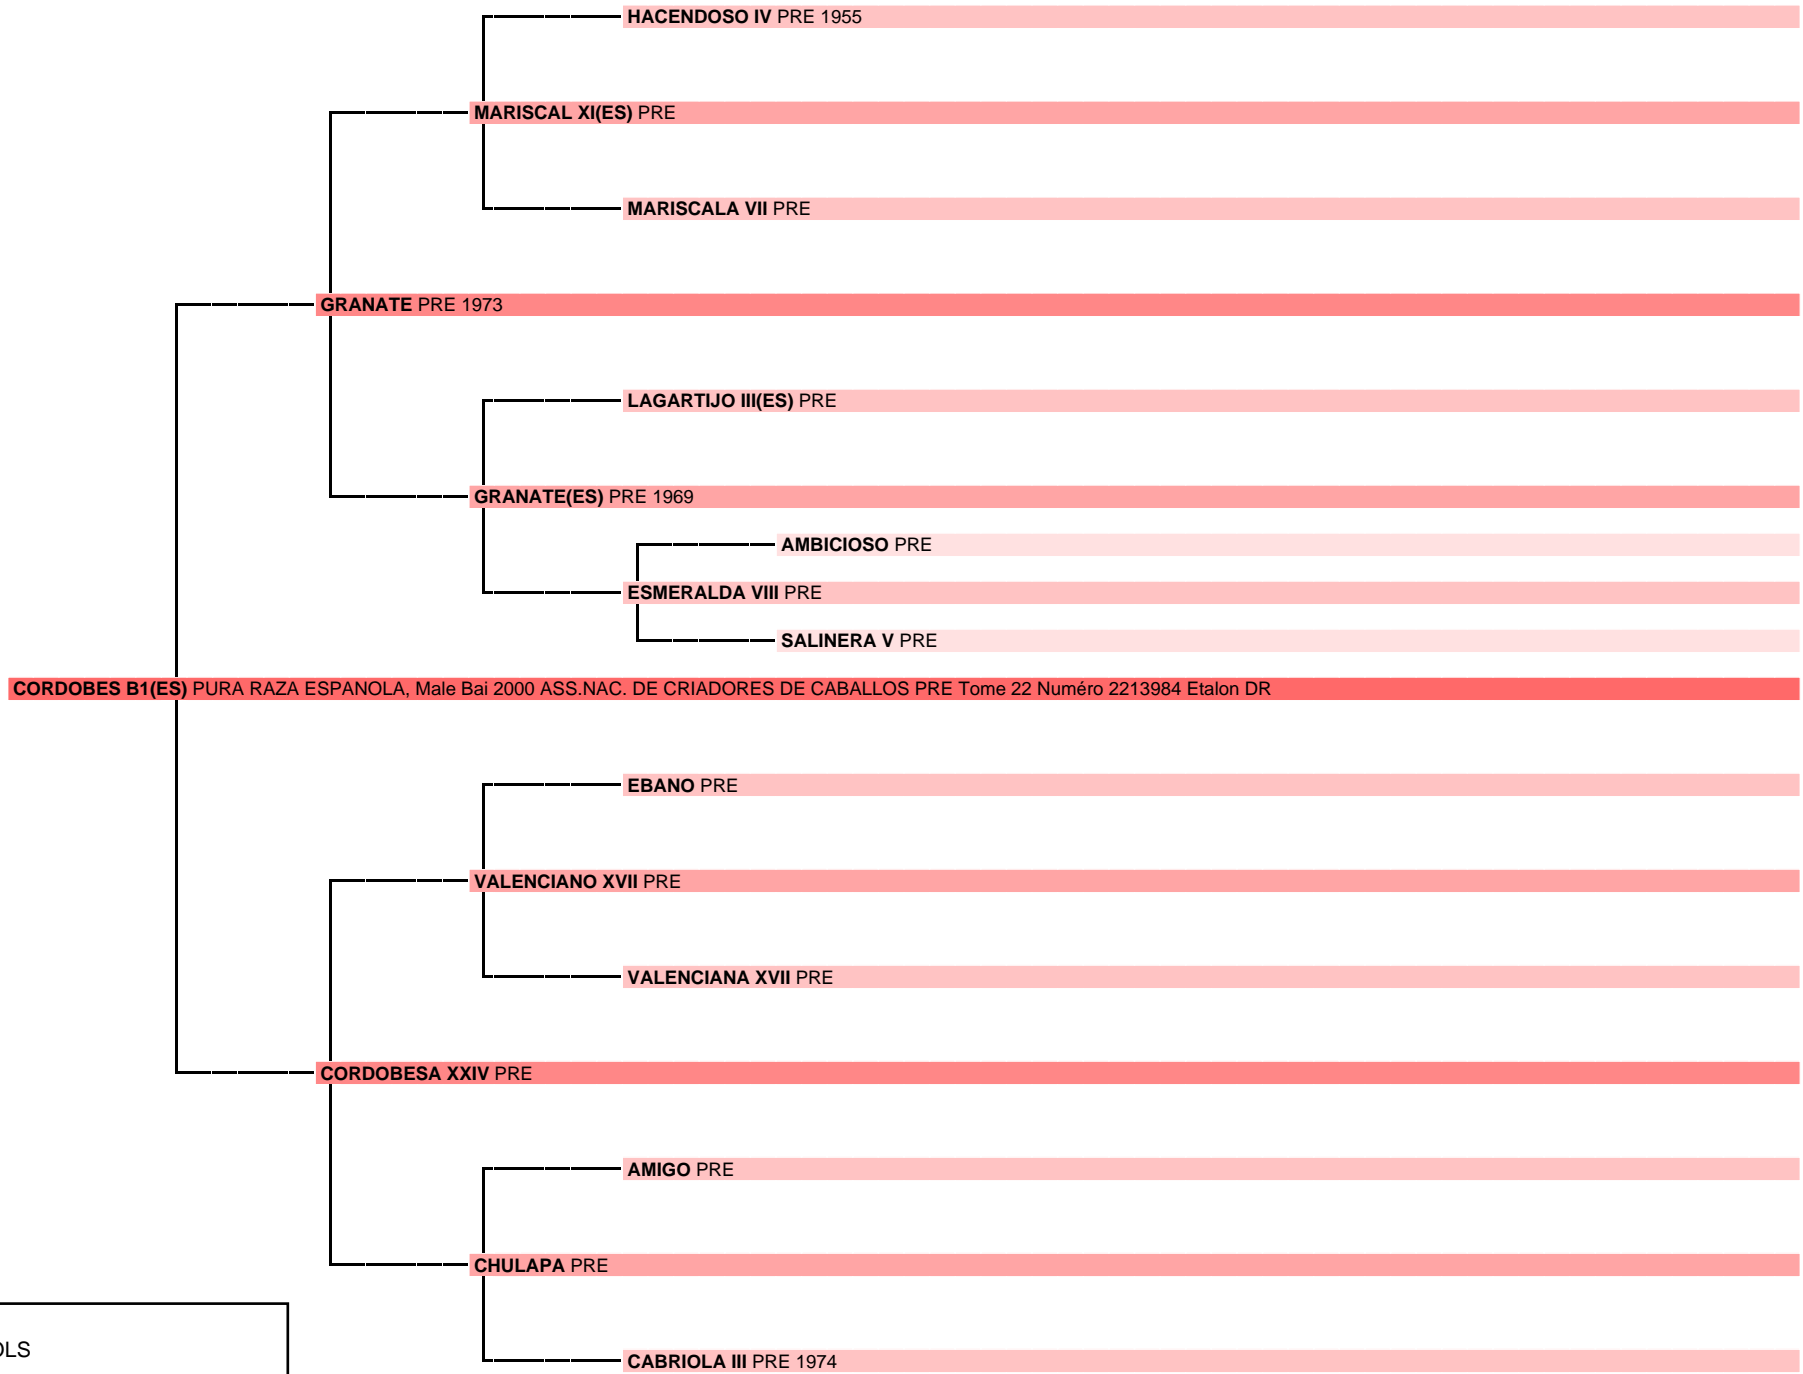 HACENDOSO IV PRE 1955
MARISCAL XI(ES) PRE
MARISCALA VII PRE
GRANATE PRE 1973
LAGARTIJO III(ES) PRE
GRANATE(ES) PRE 1969
AMBICIOSO PRE
ESMERALDA VIII PRE
SALINERA V PRE
CORDOBES B1(ES) PURA RAZA ESPANOLA, Male Bai 2000 ASS.NAC. DE CRIADORES DE CABALLOS PRE Tome 22 Numéro 2213984 Etalon DR
EBANO PRE
VALENCIANO XVII PRE
VALENCIANA XVII PRE
CORDOBESA XXIV PRE
AMIGO PRE
CHULAPA PRE
OLS
CABRIOLA III PRE 1974